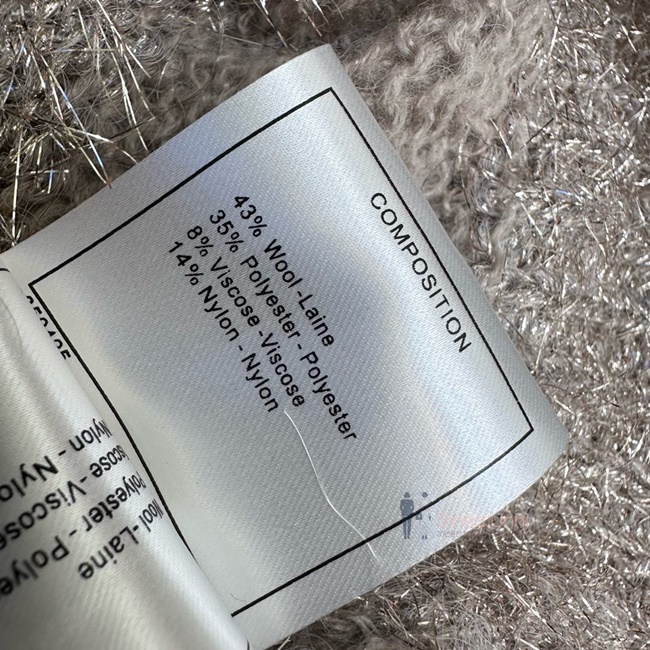 COMPOSITION
43% Wool -Laine
35% Polyester - Polyester
8% Viscose -Viscose
14% Nylon - Nylon
Wool -Laine
Polyester - Polye
Viscose -Viscose
Nylon - Nylo